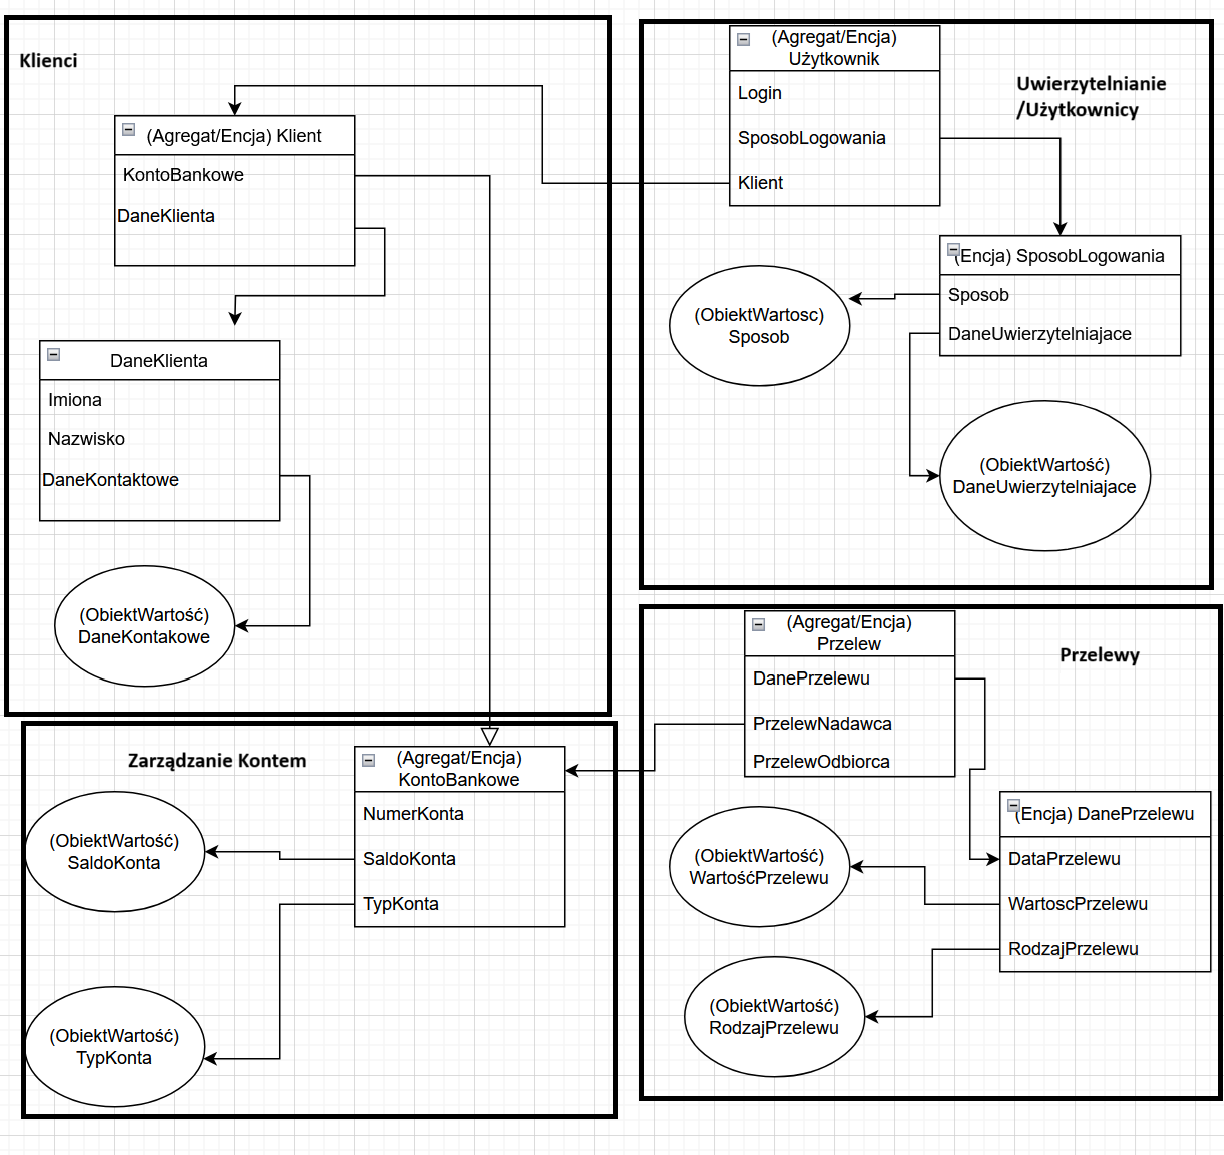 Klienci
(Agregat/Encja) Klient
KontoBankowe
DaneKlienta
DaneKlienta
Imiona
Nazwisko
DaneKontaktowe
(ObiektWartość)
DaneKontakowe
(Agregat/Encja)
Użytkownik
Login
SposobLogowania
Klient
Uwierzytelnianie
/Użytkownicy
(Encja) SposobLogowania
Sposob
DaneUwierzytelniajace
(ObiektWartosc)
Sposob
(ObiektWartość)
DaneUwierzytelniajace
Zarządzanie Kontem
(Agregat/Encja)
KontoBankowe
NumerKonta
SaldoKonta
TypKonta
(ObiektWartość)
SaldoKonta
(ObiektWartość)
TypKonta
(Agregat/Encja)
Przelew
DanePrzelewu
PrzelewNadawca
PrzelewOdbiorca
Przelewy
(Encja) DanePrzelewu
DataPrzelewu
WartoscPrzelewu
RodzajPrzelewu
(ObiektWartość)
WartośćPrzelewu
(ObiektWartość)
RodzajPrzelewu